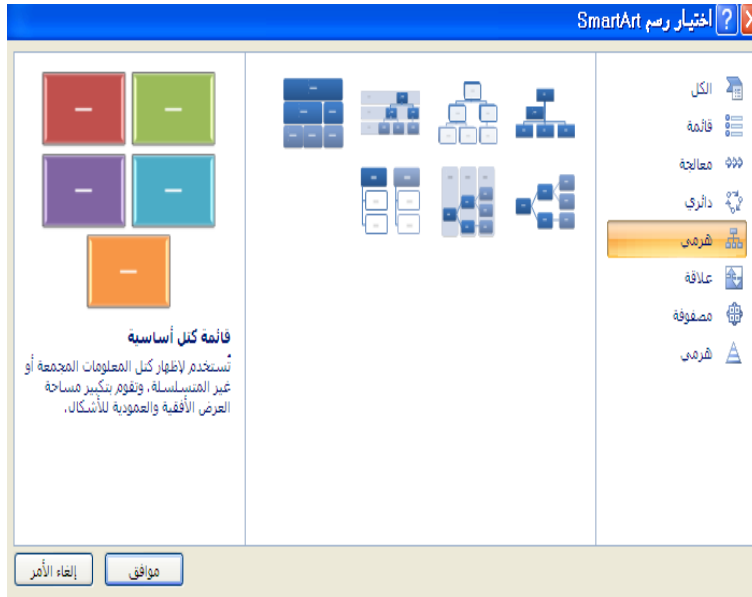 اختيار رسم SmartArt
الكل
قائمة
معالجة
دائري
هرمي
علاقة
مصفوفة
هرمي
قائمة كتل أساسية
تُستخدم لإظهار كتل المعلومات المجمعة أو
غير المتسلسلة، وتقوم بتكبير مساحة
العرض الأفقية والعمودية للأشكال.
موافق
إلغاء الأمر